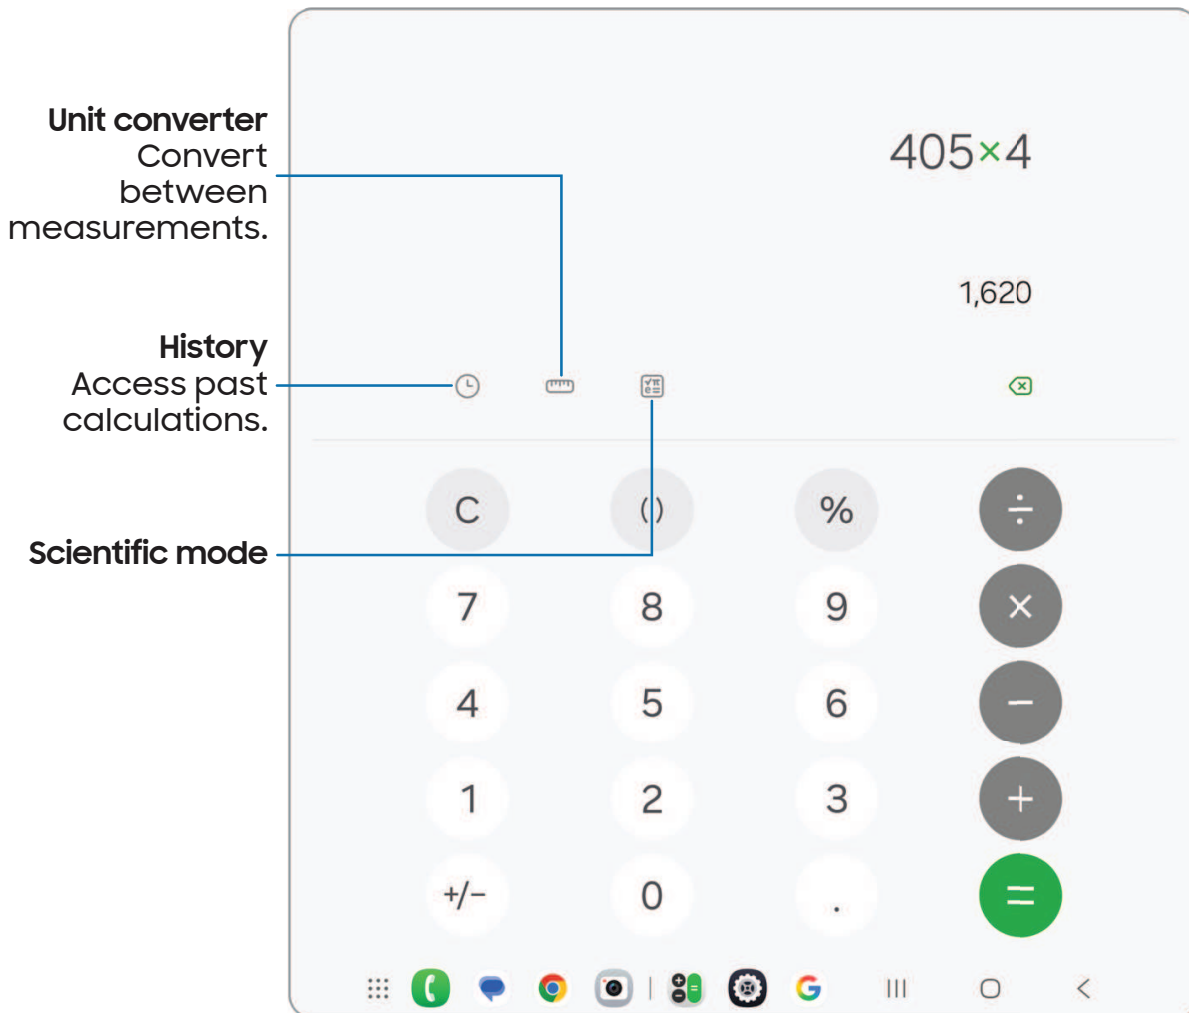 Unit converter
Convert
between
measurements.
405×4
1,620
History
Access past
calculations.
C
()
%
÷
Scientific mode
7
8
9
×
4
5
6
−
1
2
3
+
+/−
0
.
=